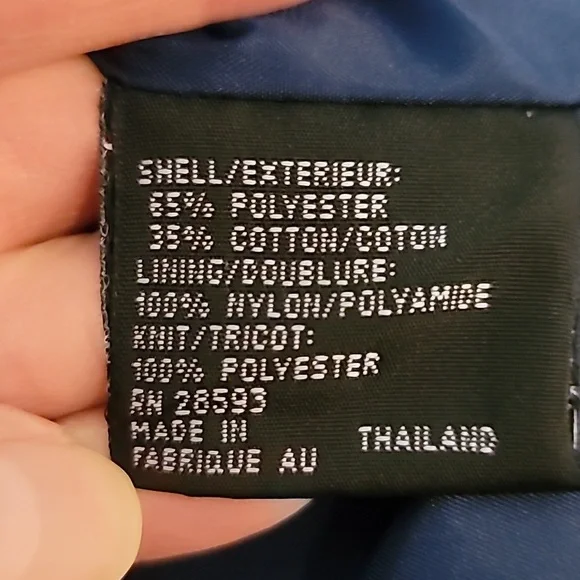 SHELL/EXTERIEUR:
65% POLYESTER
35% COTTON/COTON
LINING/DOUBLURE:
100% NYLON/POLYAMIDE
KNIT/TRICOT:
100% POLYESTER
RN 28593
MADE IN THAILAND
FABRIQUE AU